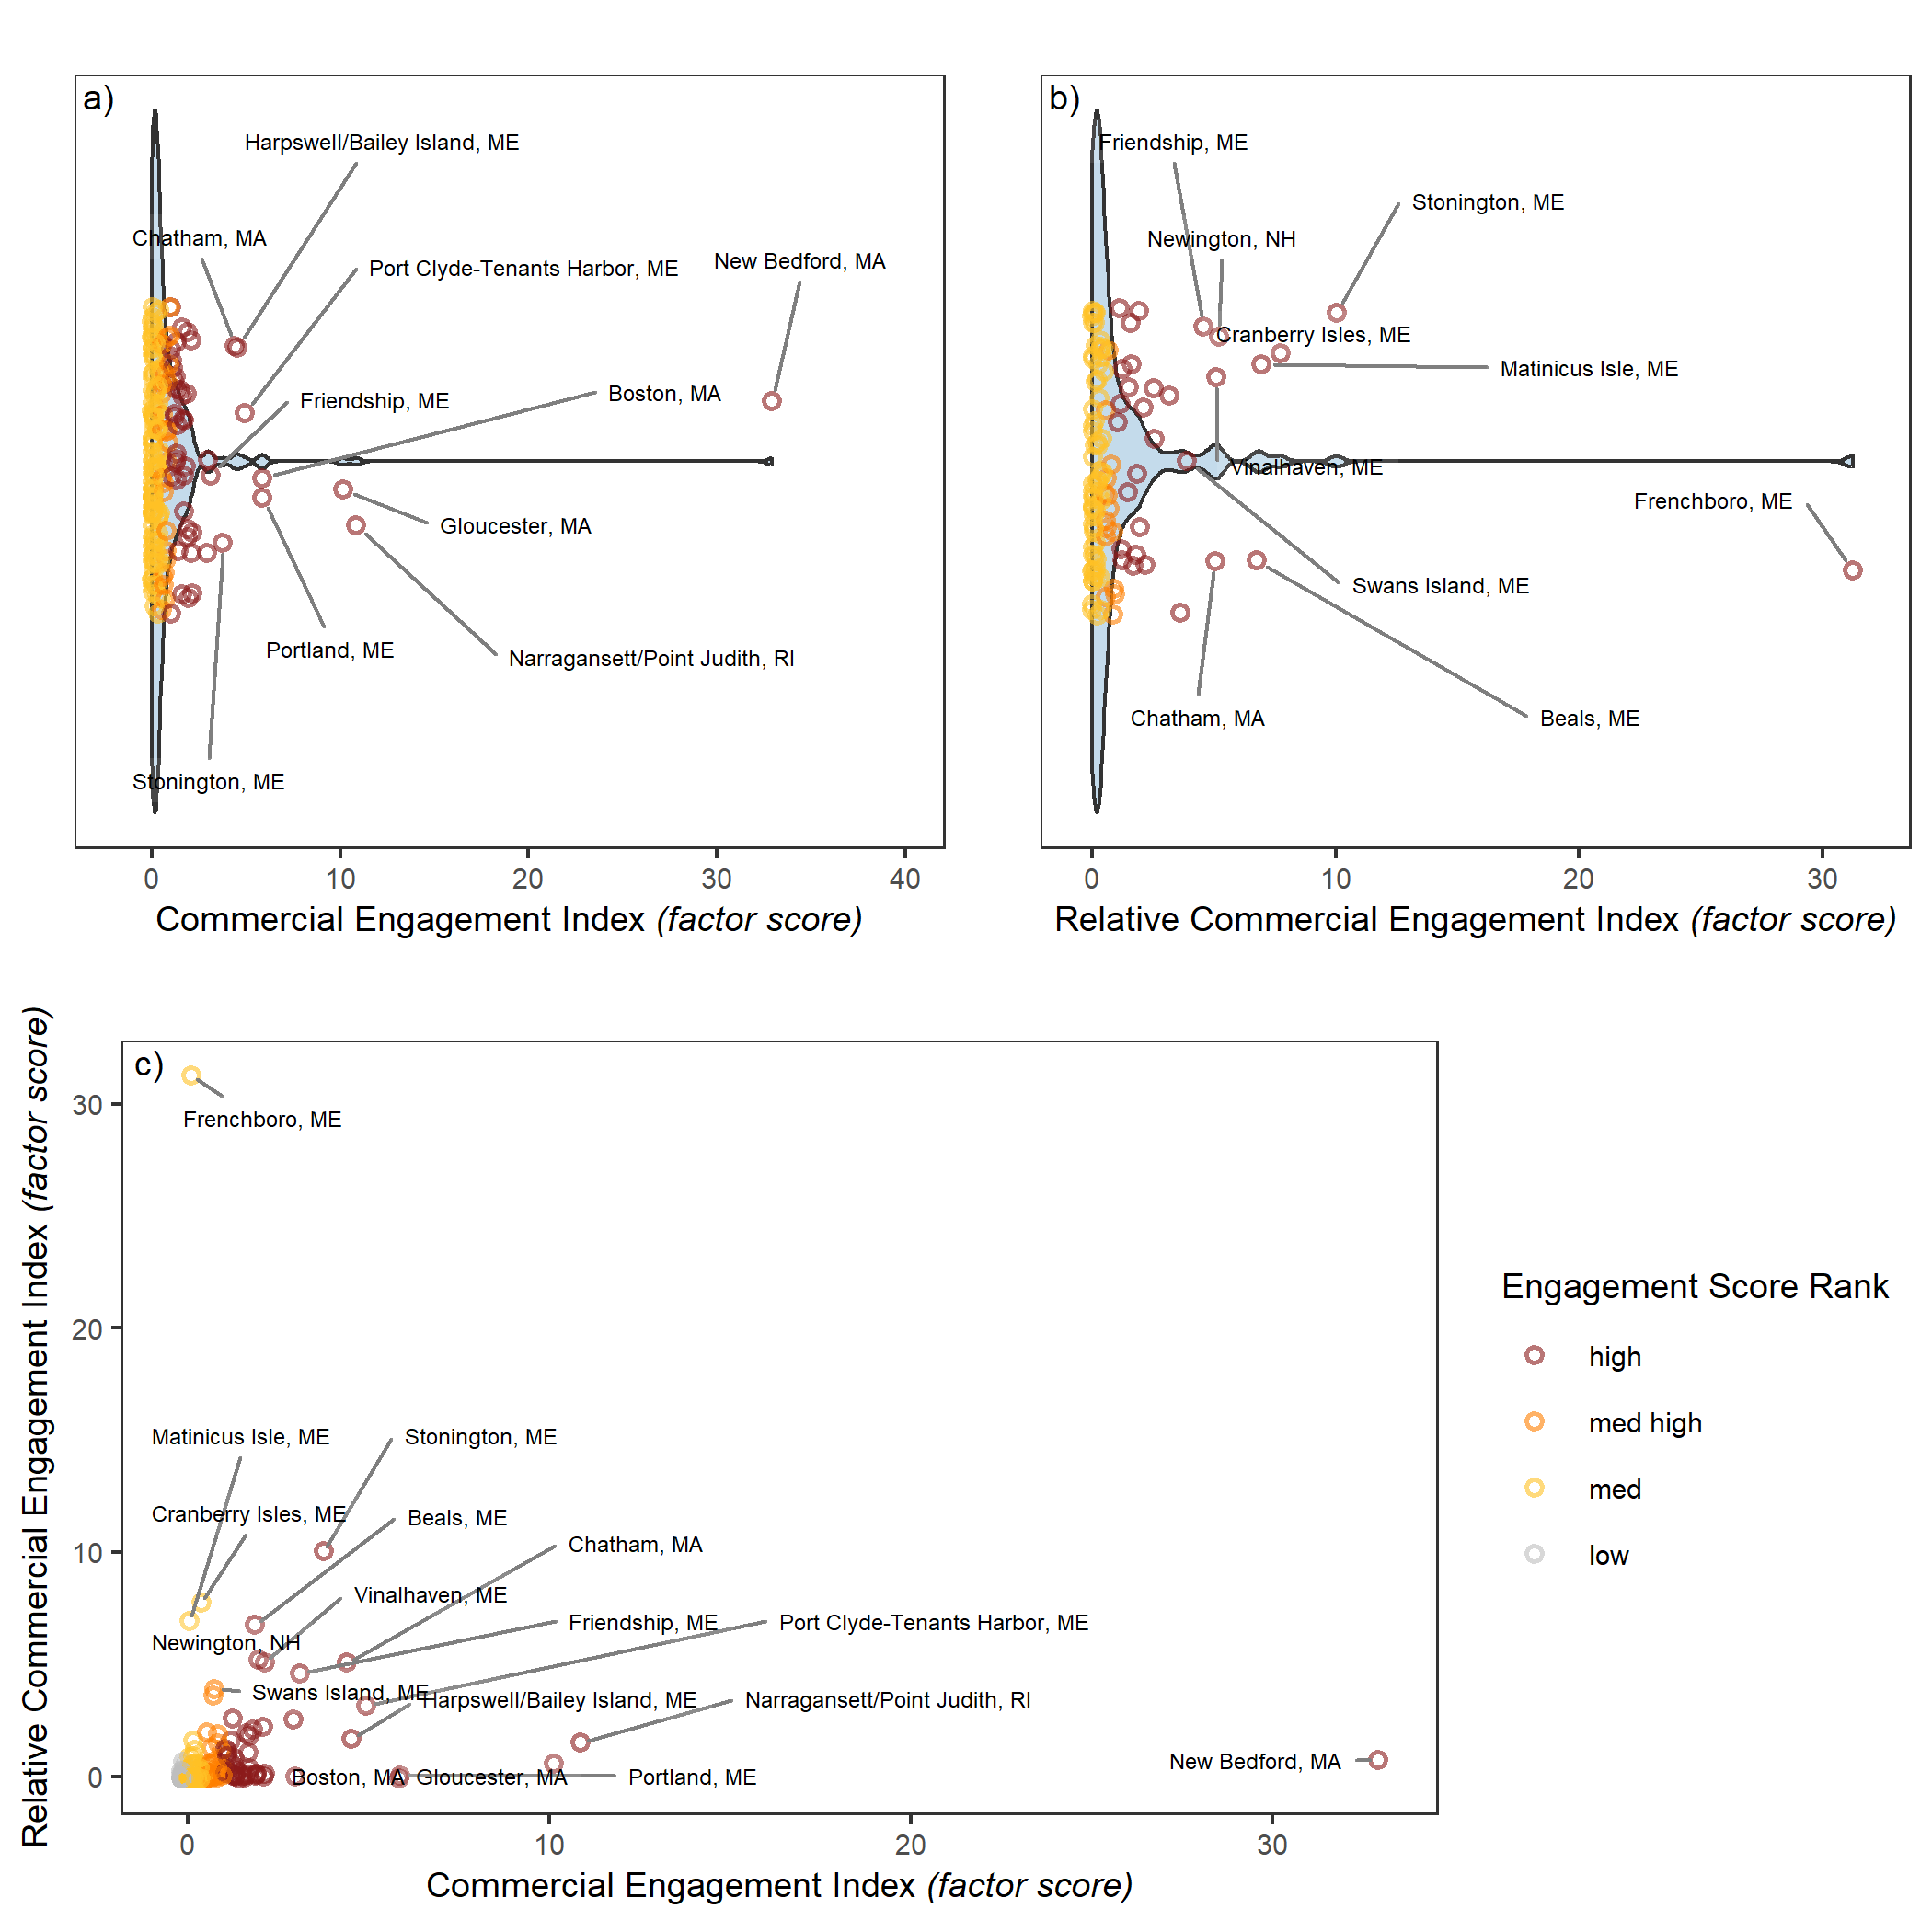 a)
Harpswell/Bailey Island, ME
Chatham, MA
Port Clyde-Tenants Harbor, ME
New Bedford, MA
Friendship, ME
Boston, MA
Gloucester, MA
Portland, ME
Narragansett/Point Judith, RI
Stonington, ME
0 10 20 30 40
Commercial Engagement Index (factor score)
b)
Friendship, ME
Stonington, ME
Newington, NH
Cranberry Isles, ME
Matinicus Isle, ME
Vinalhaven, ME
Frenchboro, ME
Swans Island, ME
Chatham, MA
Beals, ME
0 10 20 30
Relative Commercial Engagement Index (factor score)
c)
Relative Commercial Engagement Index (factor score)
30
20
10
0
Frenchboro, ME
Matinicus Isle, ME
Stonington, ME
Cranberry Isles, ME
Beals, ME
Chatham, MA
Vinalhaven, ME
Friendship, ME
Port Clyde-Tenants Harbor, ME
Newington, NH
Swans Island, ME
Harpswell/Bailey Island, ME
Narragansett/Point Judith, RI
New Bedford, MA
Boston, MA
Gloucester, MA
Portland, ME
0 10 20 30
Commercial Engagement Index (factor score)
Engagement Score Rank
high
med high
med
low